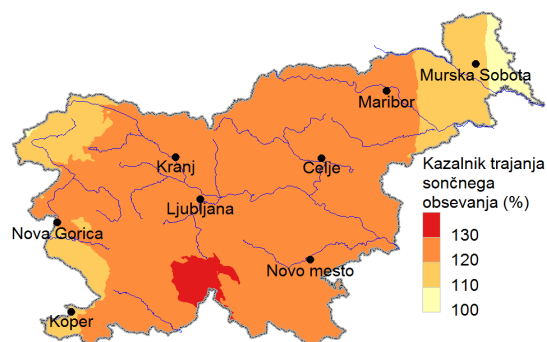 Murska Sobota
Maribor
Kranj
Celje
Ljubljana
Nova Gorica
Novo mesto
Koper
Kazalnik trajanja
sončnega
obsevanja (%)
130
120
110
100